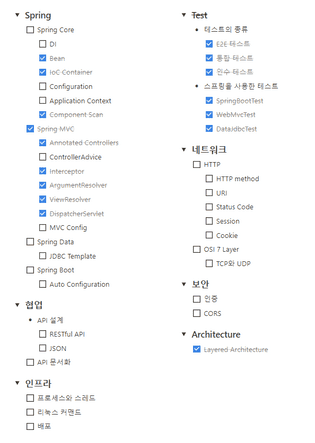 Spring
Spring Core
DI
Bean
IoC Container
Configuration
Application Context
Component Scan
Spring MVC
Annotated Controllers
ControllerAdvice
Interceptor
ArgumentResolver
ViewResolver
DispatcherServlet
MVC Config
Spring Data
JDBC Template
Spring Boot
Auto Configuration
협업
API 설계
RESTful API
JSON
API 문서화
인프라
프로세스와 스레드
리눅스 커맨드
배포
Test
테스트의 종류
E2E 테스트
통합 테스트
인수 테스트
스프링을 사용한 테스트
SpringBootTest
WebMvcTest
DataJdbcTest
네트워크
HTTP
HTTP method
URI
Status Code
Session
Cookie
OSI 7 Layer
TCP와 UDP
보안
인증
CORS
Architecture
Layered Architecture